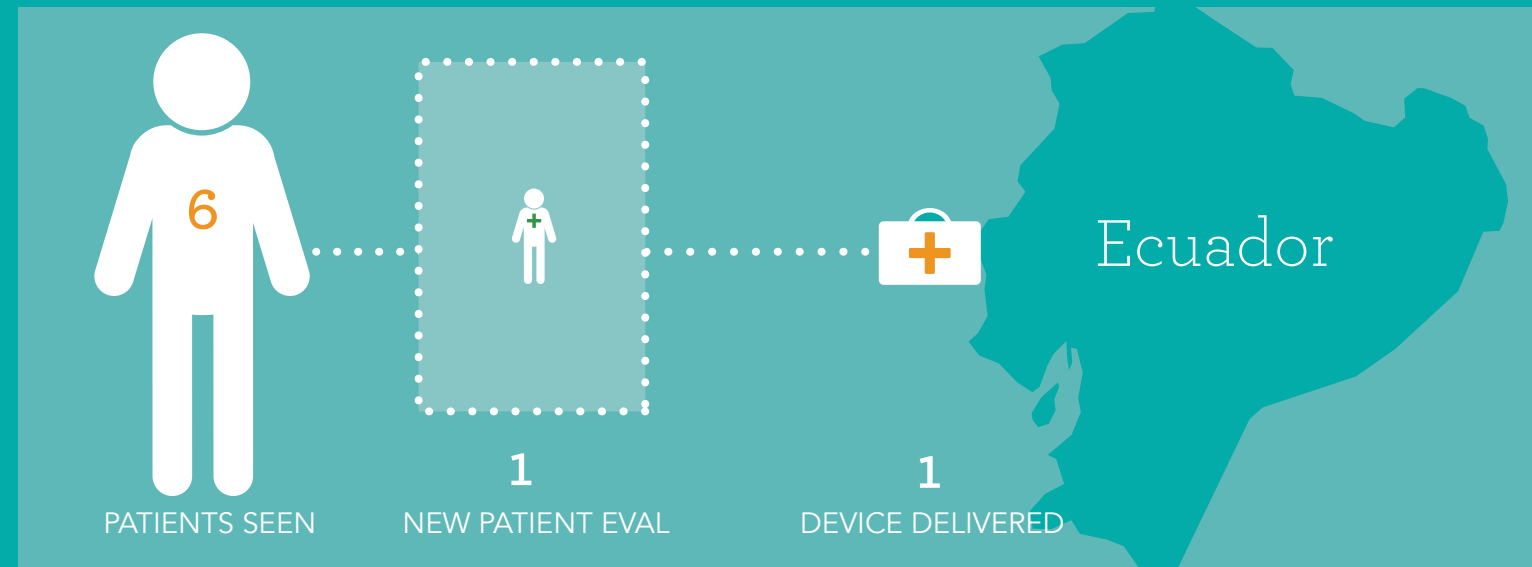 6
Ecuador
1
1
PATIENTS SEEN
NEW PATIENT EVAL
DEVICE DELIVERED